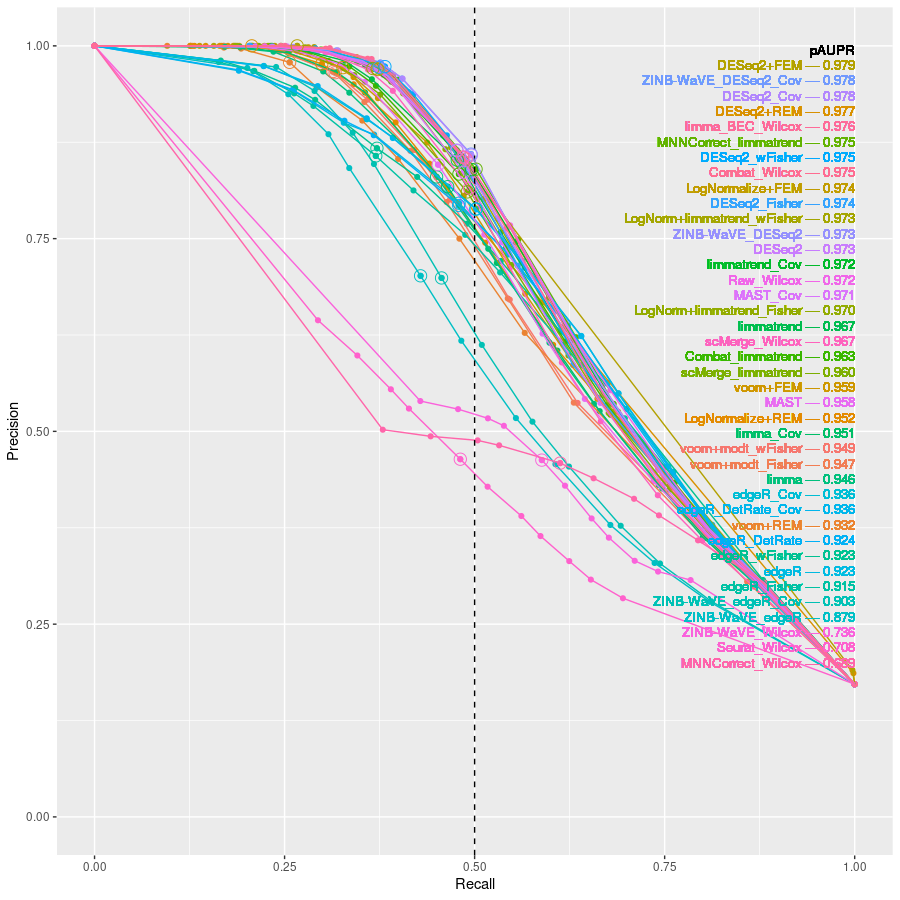 pAUPR
DESeq2+FEM — 0.979
ZINB-WaVE_DESeq2_Cov — 0.978
DESeq2_Cov — 0.978
DESeq2+REM — 0.977
limma_BEC_Wilcox — 0.976
MNNCorrect_limmatrend — 0.975
DESeq2_wFisher — 0.975
Combat_Wilcox — 0.975
LogNormalize+FEM — 0.974
DESeq2_Fisher — 0.974
LogNorm+limmatrend_wFisher — 0.973
ZINB-WaVE_DESeq2 — 0.973
DESeq2 — 0.973
limmatrend_Cov — 0.972
Raw_Wilcox — 0.972
MAST_Cov — 0.971
LogNorm+limmatrend_Fisher — 0.970
limmatrend — 0.967
scMerge_Wilcox — 0.967
Combat_limmatrend — 0.963
scMerge_limmatrend — 0.960
voom+FEM — 0.959
MAST — 0.958
LogNormalize+REM — 0.952
limma_Cov — 0.951
voom+modt_wFisher — 0.949
voom+modt_Fisher — 0.947
limma — 0.946
edgeR_Cov — 0.936
edgeR_DetRate_Cov — 0.936
voom+REM — 0.932
edgeR_DetRate — 0.924
edgeR_wFisher — 0.923
edgeR — 0.923
edgeR_Fisher — 0.915
ZINB-WaVE_edgeR_Cov — 0.903
ZINB-WaVE_edgeR — 0.879
ZINB-WaVE_Wilcox — 0.736
Seurat_Wilcox — 0.708
MNNCorrect_Wilcox —
1.00
0.75
0.50
0.25
0.00
Precision
0.00 0.25 0.50 0.75 1.00
Recall